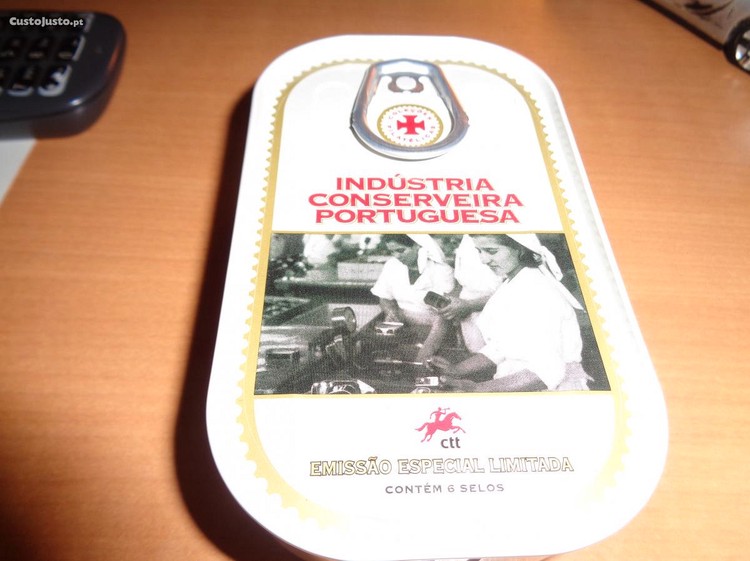 CustoJusto.pt
INDÚSTRIA
CONSERVEIRA
PORTUGUESA
ctt
EMISSÃO ESPECIAL LIMITADA
CONTÉM 6 SELOS